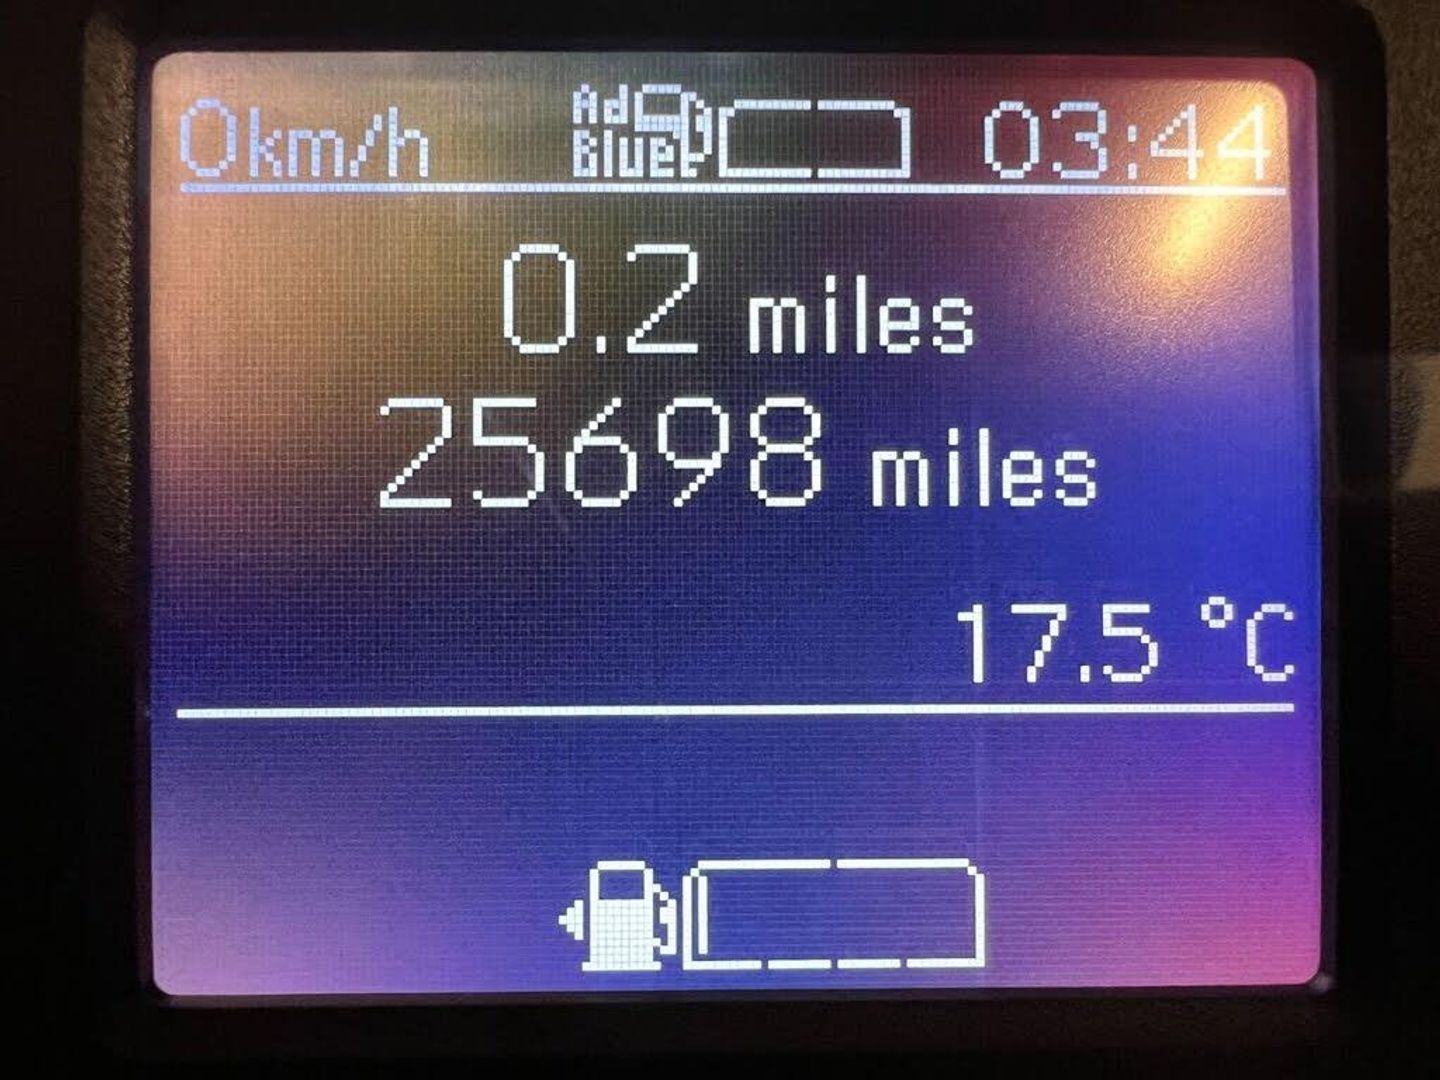 0km/h Ad Blue 03:44
0.2 miles
25698 miles
17.5 °C